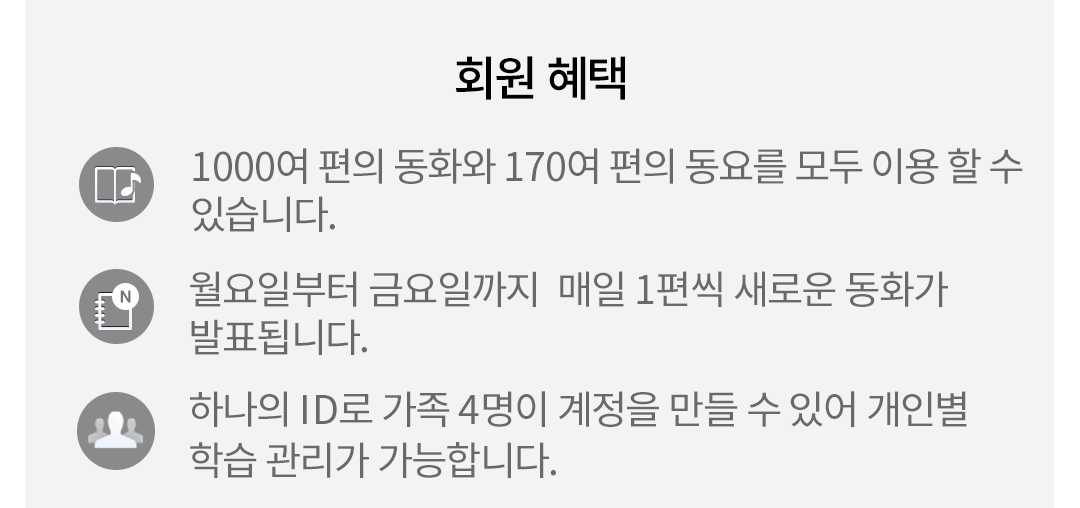 회원 혜택
1000여 편의 동화와 170여 편의 동요를 모두 이용 할 수
있습니다.
N
월요일부터 금요일까지  매일 1편씩 새로운 동화가
발표됩니다.
하나의 ID로 가족 4명이 계정을 만들 수 있어 개인별
학습 관리가 가능합니다.